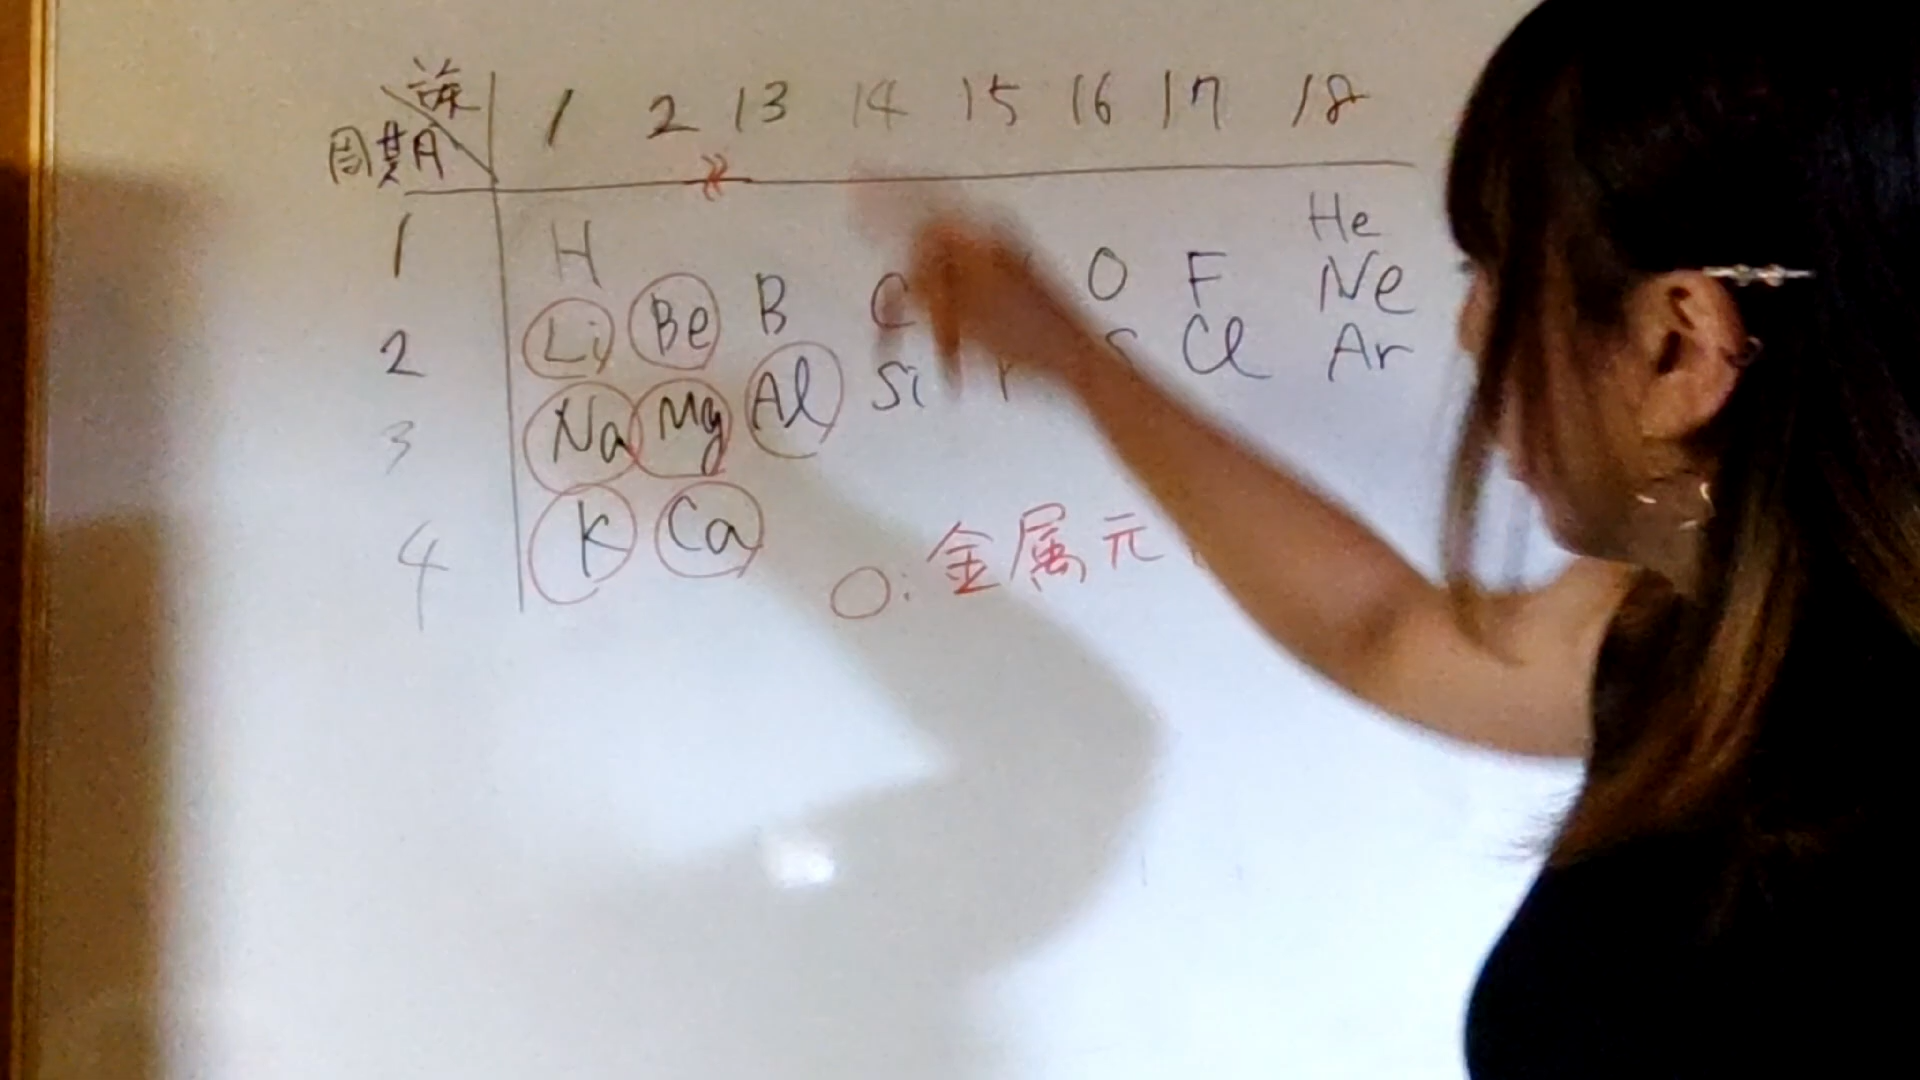 族 1 2 13 14 15 16 17 18
周期
1 H He
2 Li Be B C O F Ne
3 Na Mg Al Si Cl Ar
4 K Ca
○: 金属元